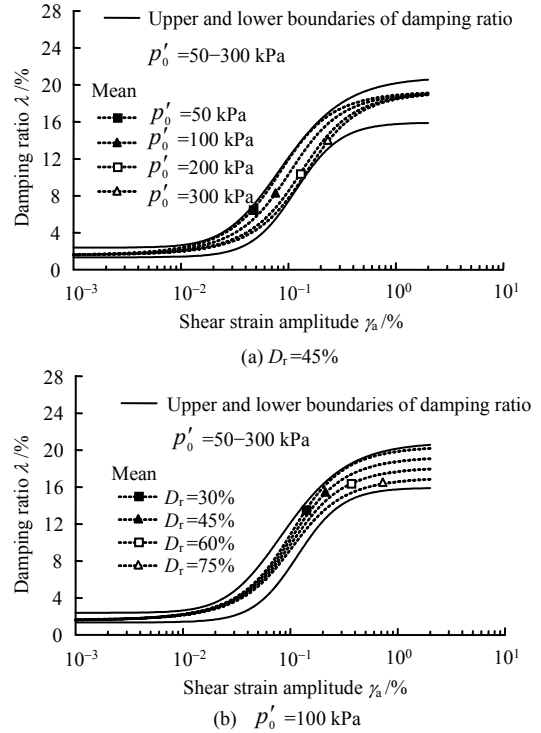 28
Upper and lower boundaries of damping ratio
24
p′₀ =50−300 kPa
20
Mean
p′₀ =50 kPa
16
p′₀ =100 kPa
12
p′₀ =200 kPa
8
p′₀ =300 kPa
4
0
Damping ratio λ /%
10⁻³ 10⁻² 10⁻¹ 10⁰ 10¹
Shear strain amplitude γₐ /%
(a) Dᵣ =45%
28
Upper and lower boundaries of damping ratio
24
p′₀ =50−300 kPa
20
Mean
16
Dᵣ =30%
12
Dᵣ =45%
Dᵣ =60%
8
Dᵣ =75%
4
0
Damping ratio λ /%
10⁻³ 10⁻² 10⁻¹ 10⁰ 10¹
Shear strain amplitude γₐ /%
(b) p′₀ =100 kPa